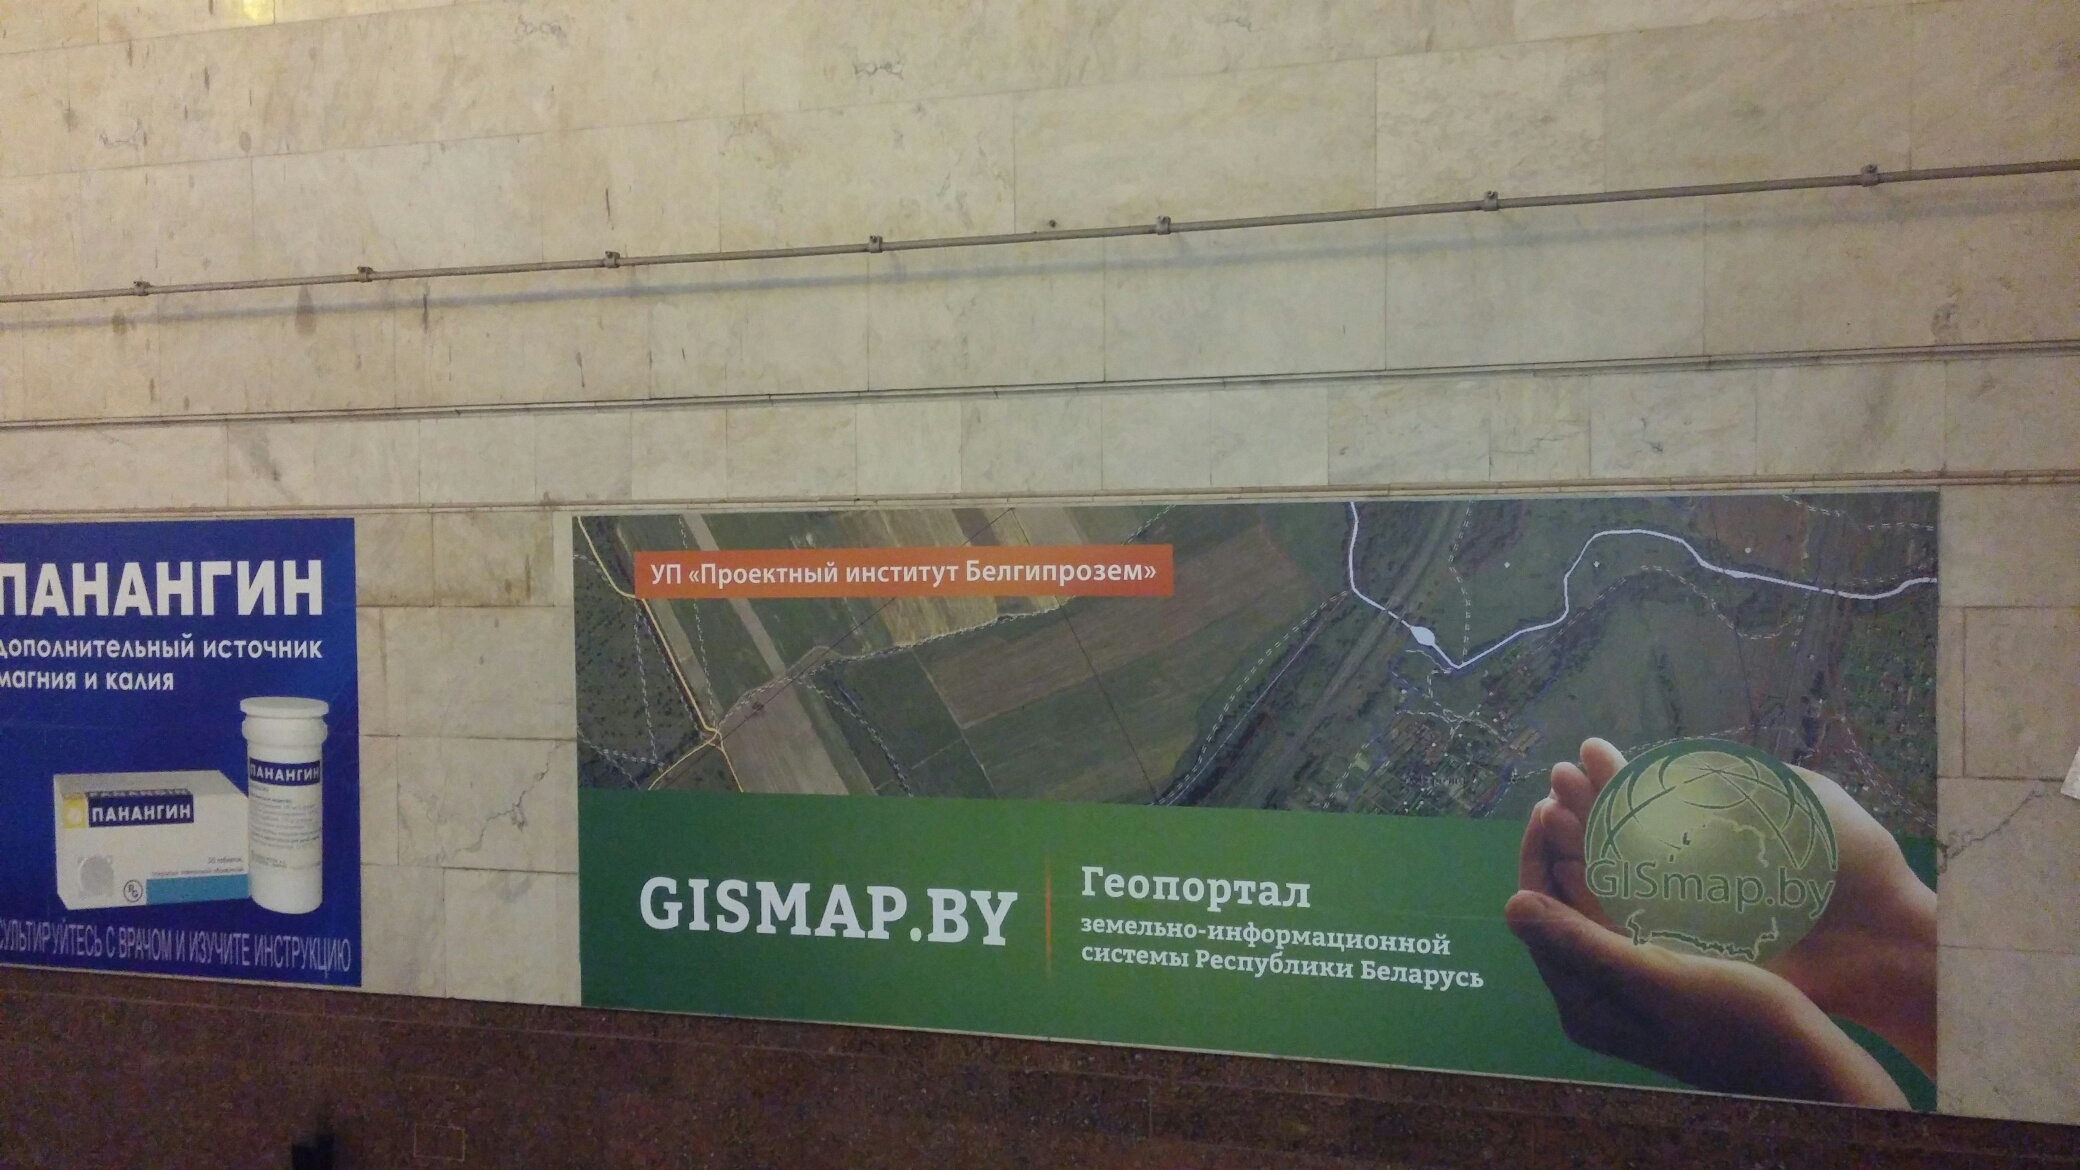 ПАНАНГИН
дополнительный источник
магния и калия
ПАНАНГИН
ПАНАНГИН
ПАНАНГИН
С ВРАЧОМ И ИЗУЧИТЕ ИНСТРУКЦИЮ
УП «Проектный институт Белгипрозем»
GISMAP.BY
Геопортал
земельно-информационной
системы Республики Беларусь
GISmap.by